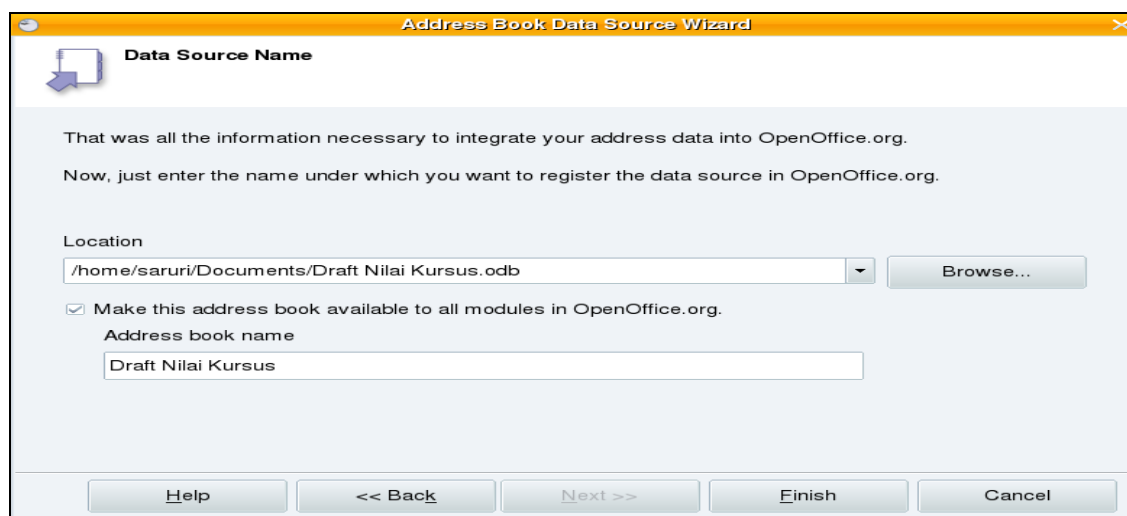 Address Book Data Source Wizard
Data Source Name
That was all the information necessary to integrate your address data into OpenOffice.org.
Now, just enter the name under which you want to register the data source in OpenOffice.org.
Location
/home/saruri/Documents/Draft Nilai Kursus.odb
Browse...
Make this address book available to all modules in OpenOffice.org.
Address book name
Draft Nilai Kursus
Help
<< Back
Next >>
Finish
Cancel